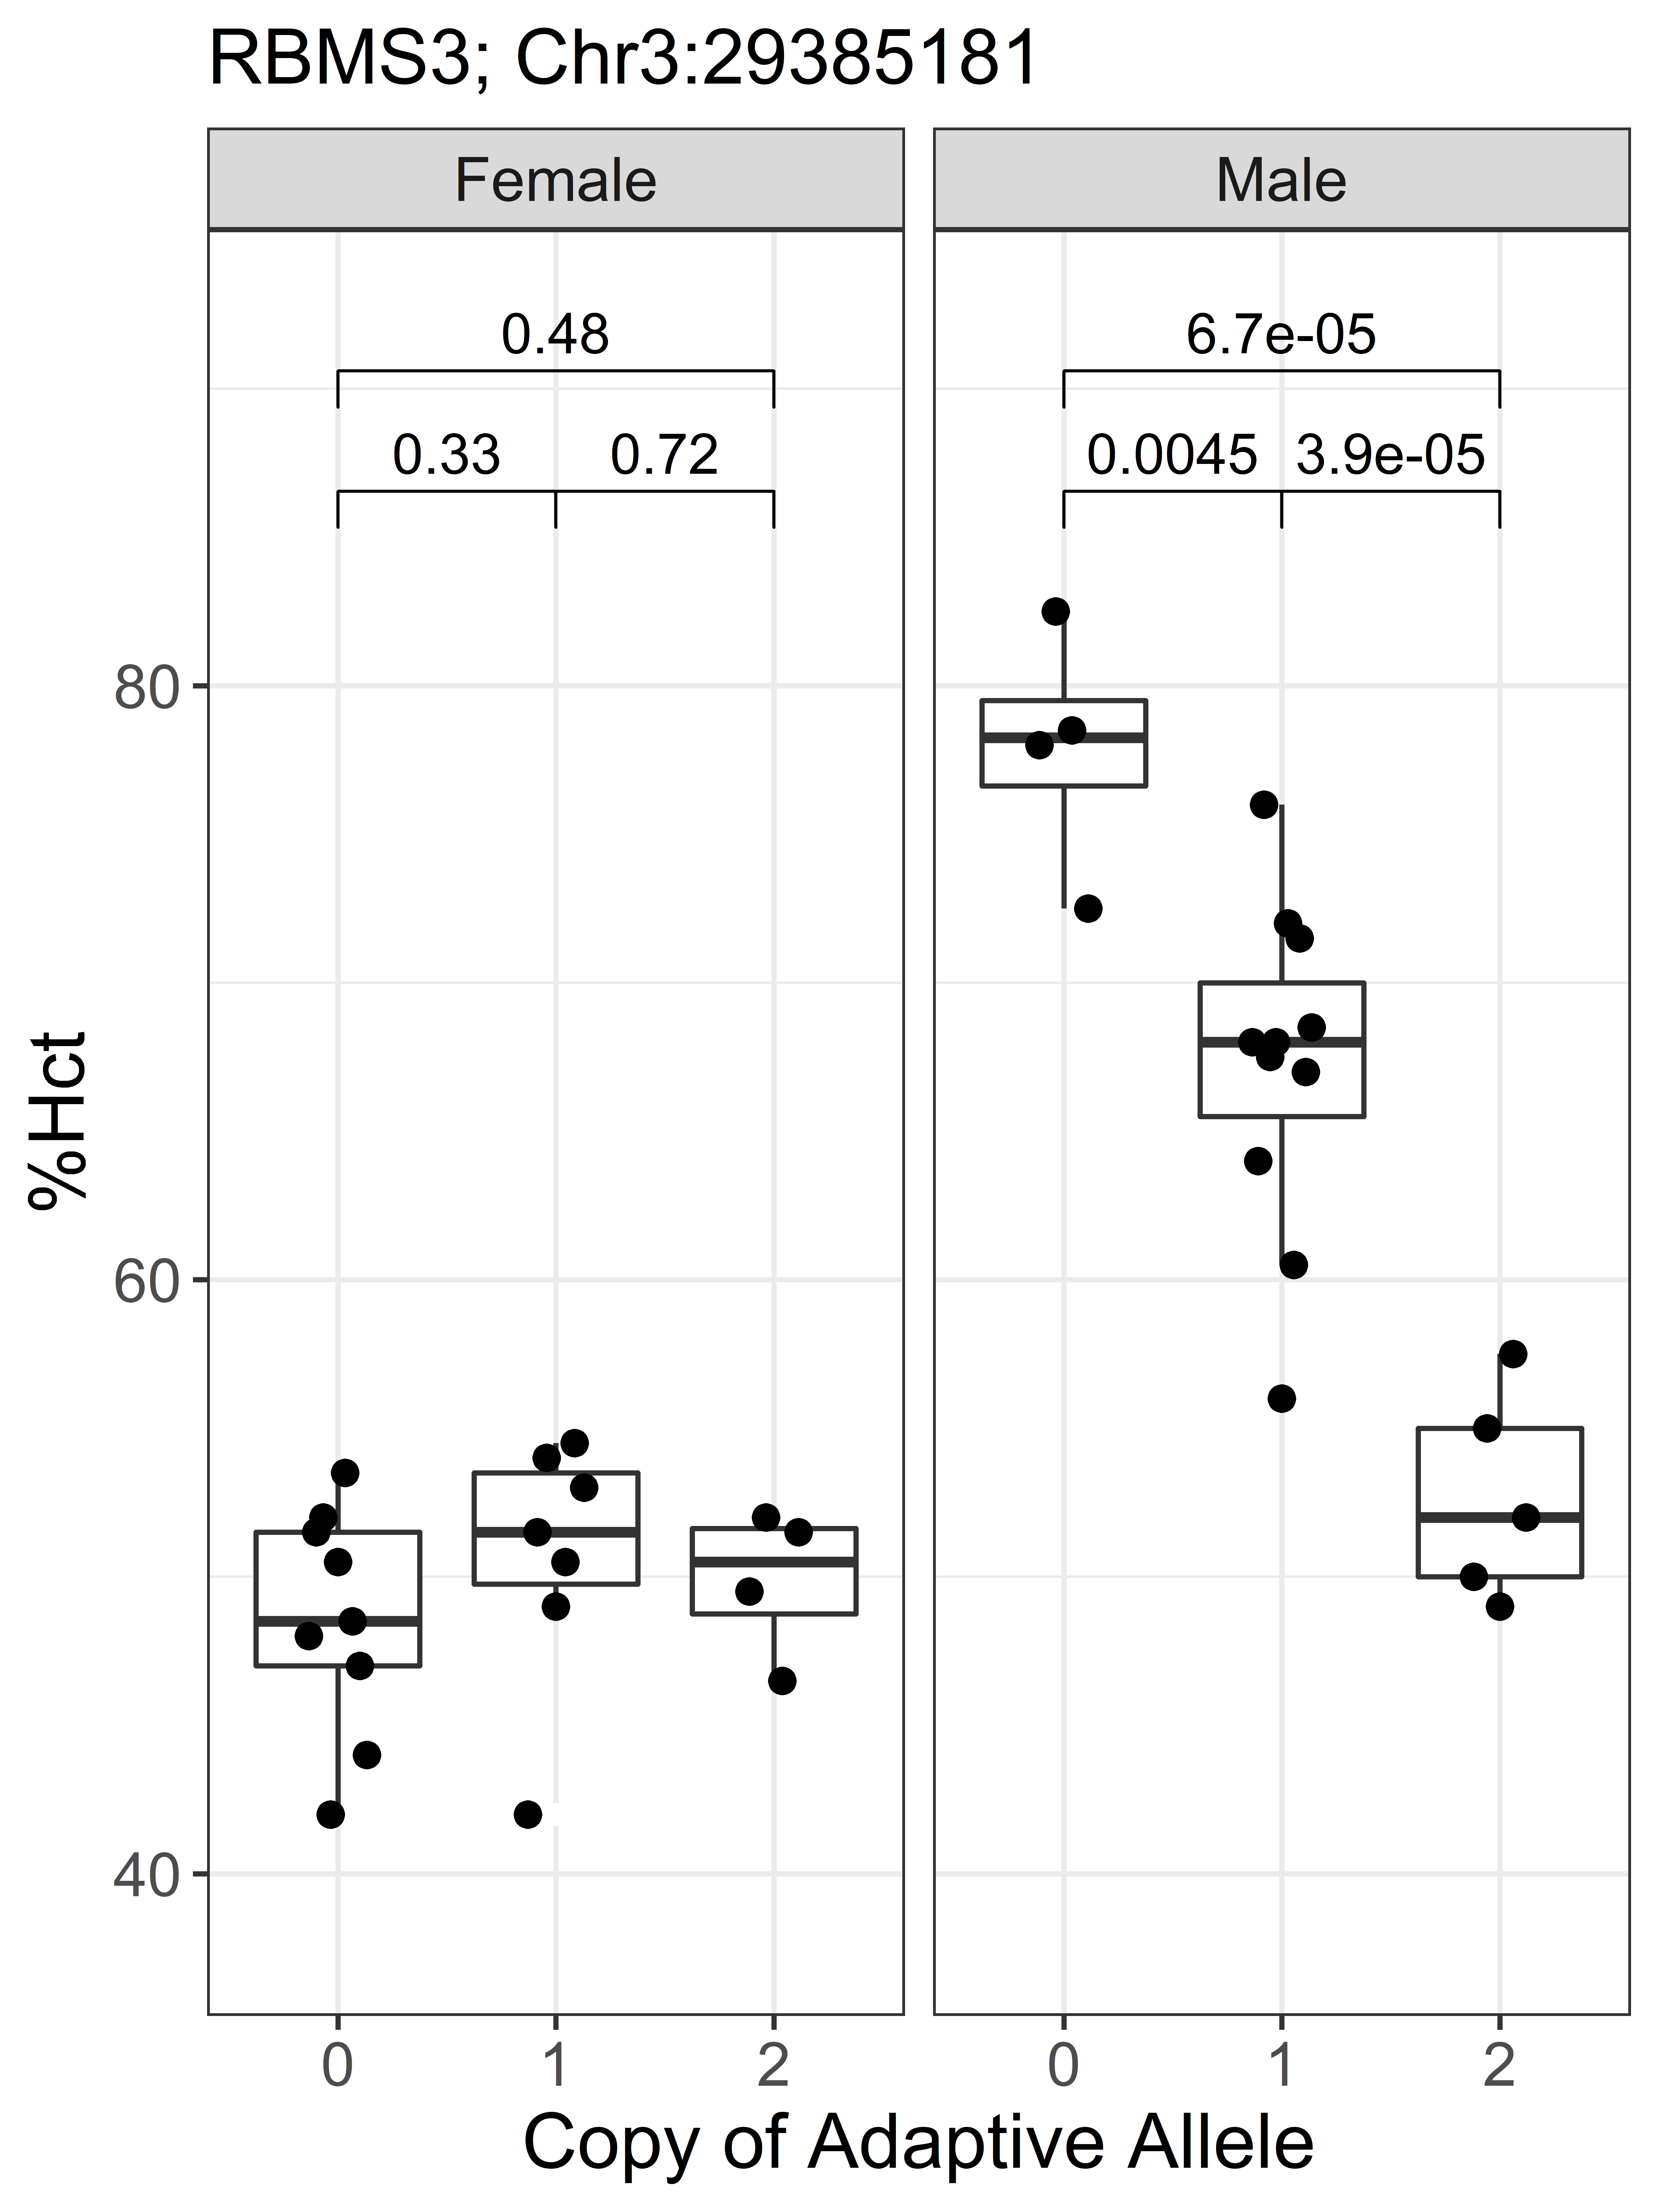 RBMS3; Chr3:29385181
Female
Male
0.48
6.7e-05
0.33 0.72
0.0045 3.9e-05
80
60
40
%Hct
0 1 2
0 1 2
Copy of Adaptive Allele